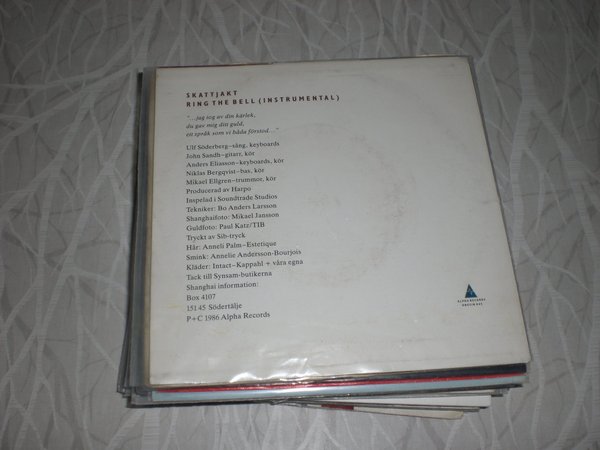 SKATTJAKT
RING THE BELL (INSTRUMENTAL)
"...jag tog av din kärlek,
du gav mig ditt guld,
ett språk som vi båda förstod..."
Ulf Söderberg–sång, keyboards
John Sandh–gitarr, kör
Anders Eliasson–keyboards, kör
Niklas Bergqvist–bas, kör
Mikael Ellgren–trummor, kör
Producerad av Harpo
Inspelad i Soundtrade Studios
Tekniker: Bo Anders Larsson
Shanghaifoto: Mikael Jansson
Guldfoto: Paul Katz/TIB
Tryckt av Sib-tryck
Hår: Anneli Palm–Estetique
Smink: Annelie Andersson-Bourjois
Kläder: Intact–Kappahl + våra egna
Tack till Synsam-butikerna
Shanghai information:
Box 4107
151 45 Södertälje
P+C 1986 Alpha Records
ALPHA RECORDS